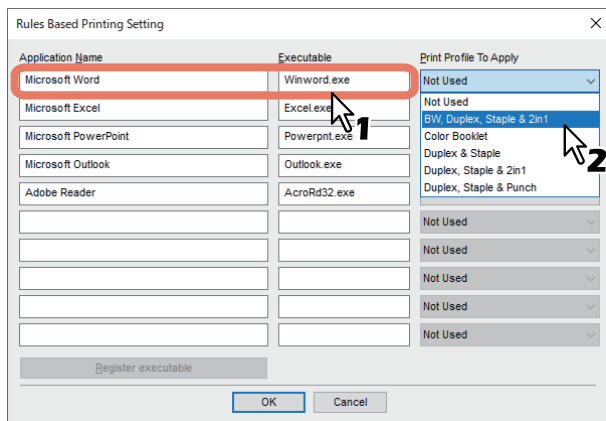 Rules Based Printing Setting
Application Name Executable Print Profile To Apply
Microsoft Word Winword.exe Not Used
Microsoft Excel Excel.exe Not Used
1 BW, Duplex, Staple & 2in1
Microsoft PowerPoint Powerpnt.exe Color Booklet
2 Duplex & Staple
Microsoft Outlook Outlook.exe Duplex, Staple & 2in1
Adobe Reader AcroRd32.exe Duplex, Staple & Punch
Not Used
Not Used
Not Used
Not Used
Not Used
Register executable
OK Cancel